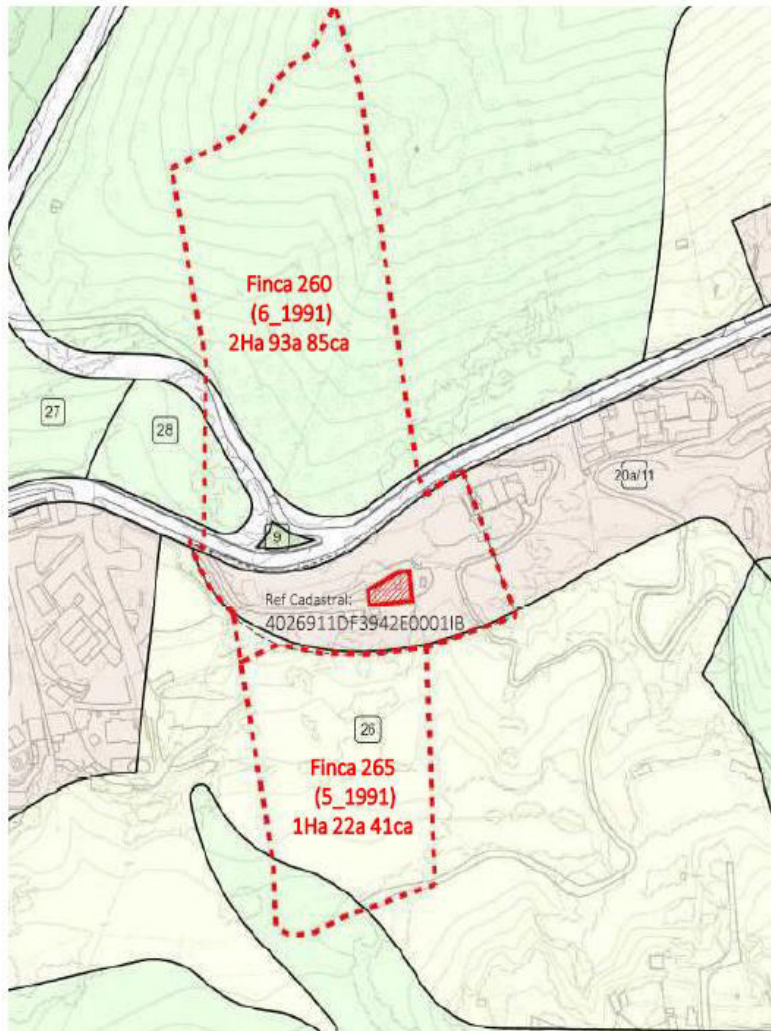 Finca 260
(6_1991)
2Ha 93a 85ca
27
28
20a/11
9
Ref Cadastral:
4026911DF3942E0001IB
26
Finca 265
(5_1991)
1Ha 22a 41ca